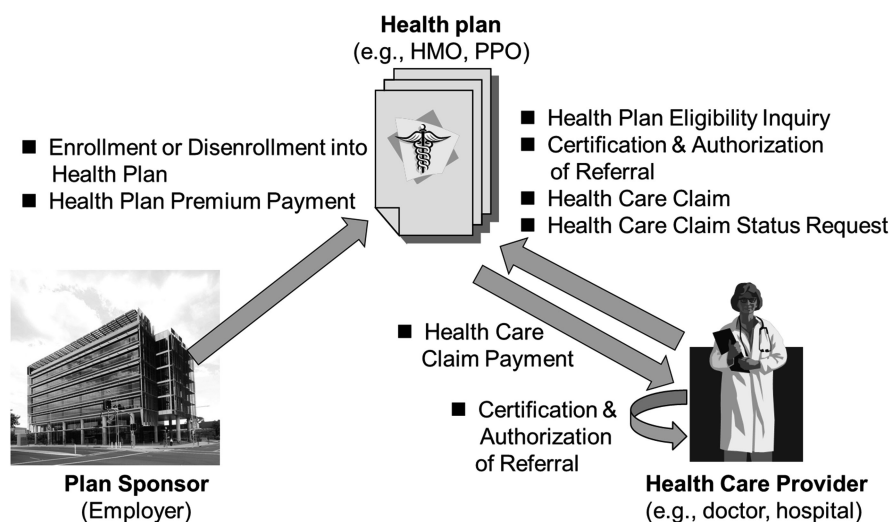 Health plan
(e.g., HMO, PPO)
■ Enrollment or Disenrollment into
Health Plan
■ Health Plan Premium Payment
■ Health Plan Eligibility Inquiry
■ Certification & Authorization
of Referral
■ Health Care Claim
■ Health Care Claim Status Request
■ Health Care
Claim Payment
■ Certification &
Authorization
of Referral
Plan Sponsor
(Employer)
Health Care Provider
(e.g., doctor, hospital)